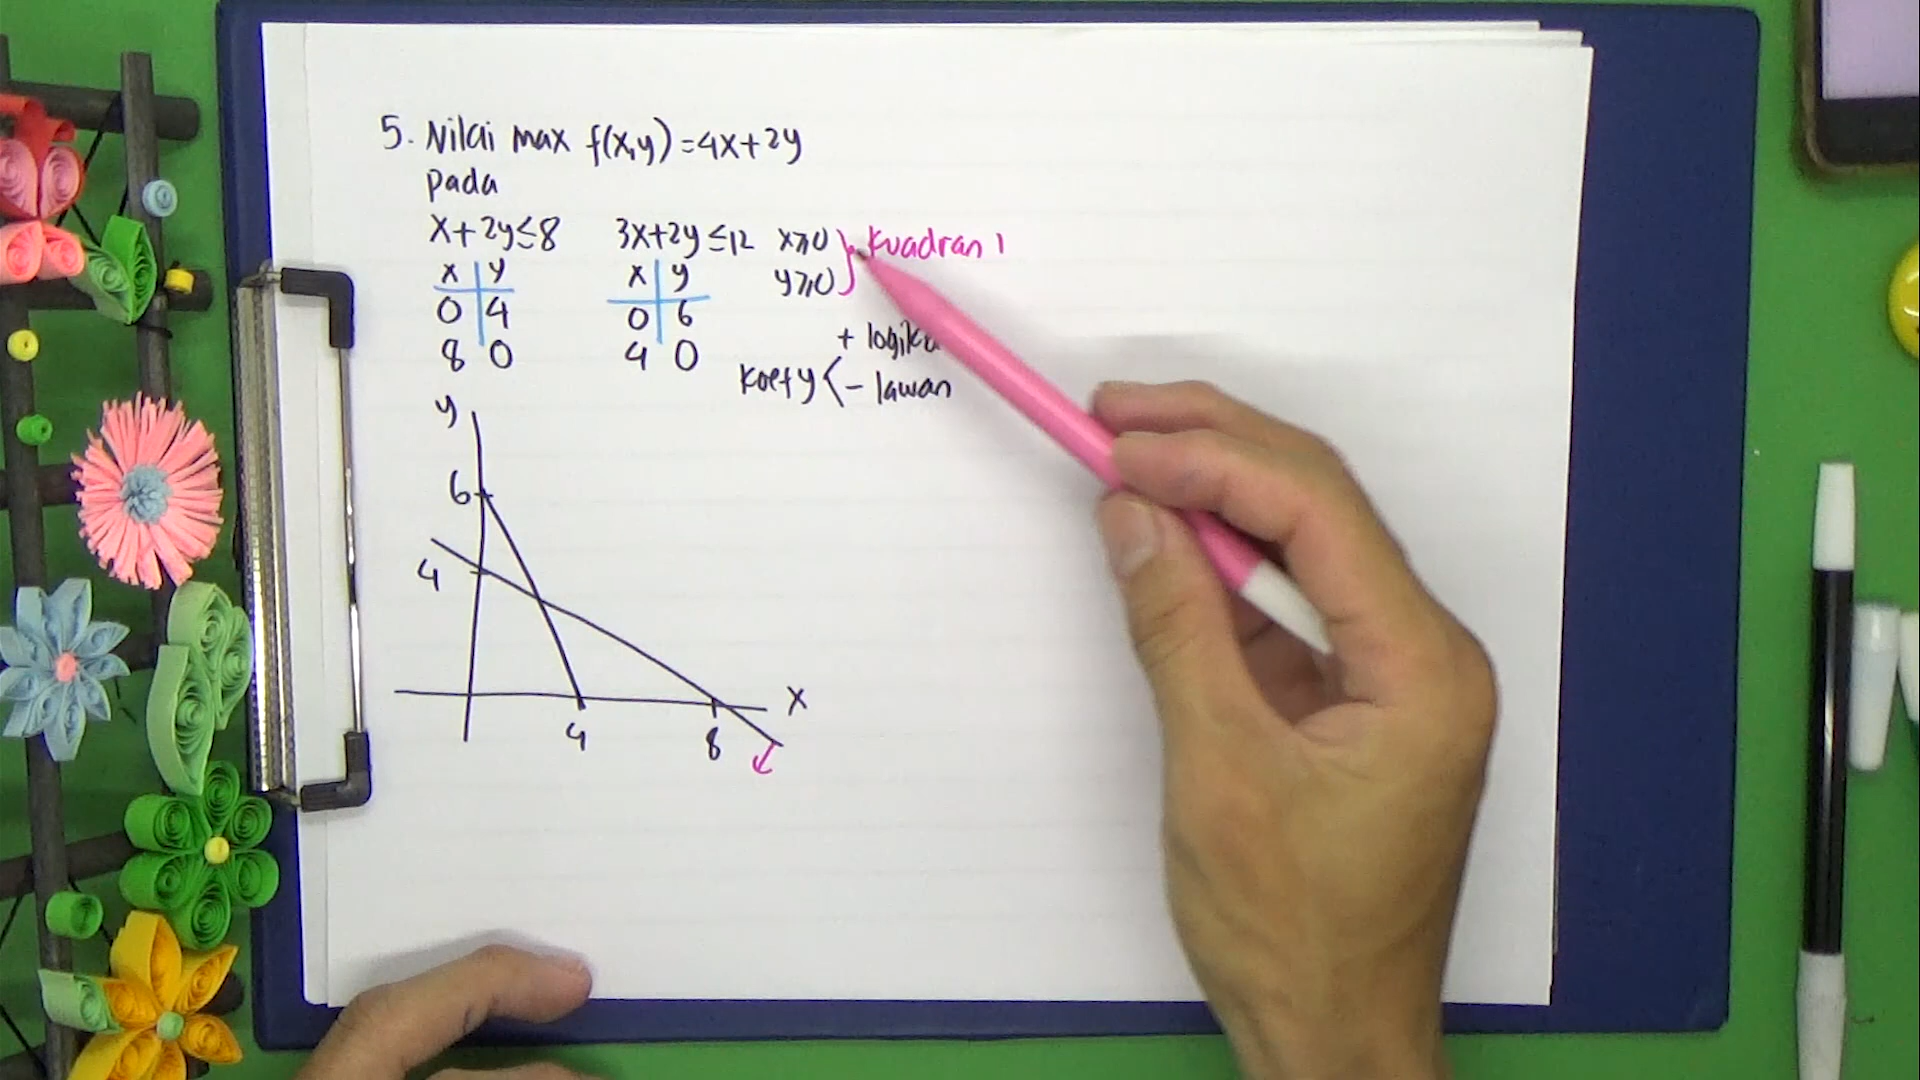 5. Nilai max f(x,y)=4x+2y
pada
x+2y≤8 3x+2y≤12 x≥0 Kuadran 1
x y x y y≥0
0 4 0 6
+ logika
8 0 4 0
koef y < - lawan
y
6
4
x
4 8